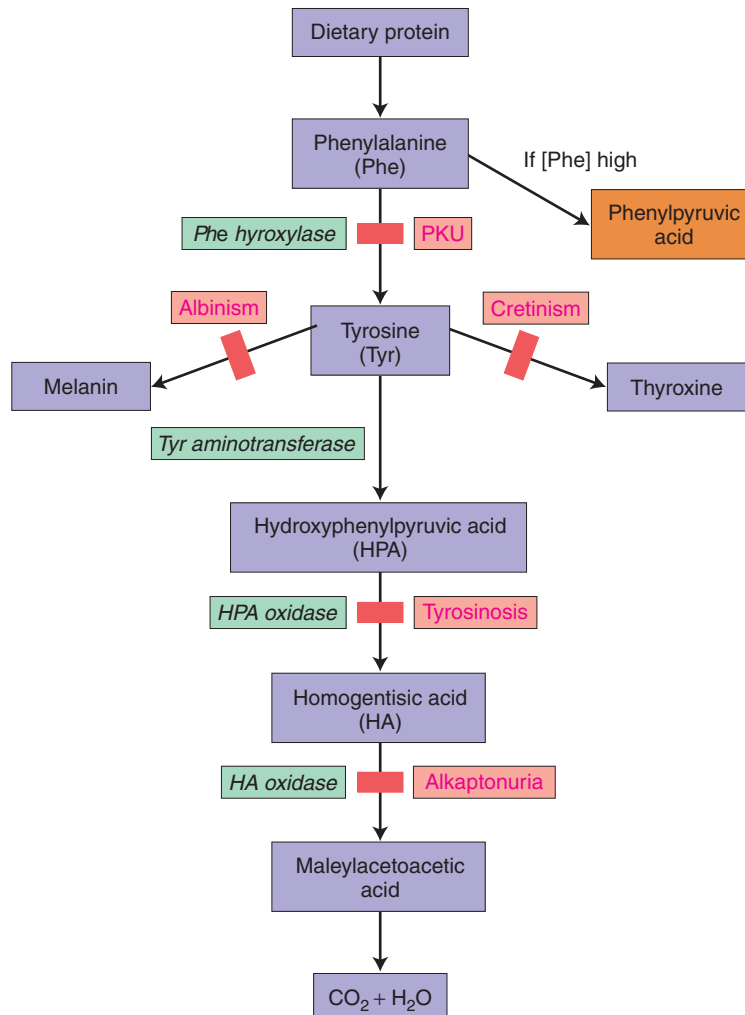 Dietary protein
Phenylalanine
(Phe)
If [Phe] high
Phenylpyruvic
acid
Phe hyroxylase
PKU
Albinism
Cretinism
Tyrosine
(Tyr)
Melanin
Thyroxine
Tyr aminotransferase
Hydroxyphenylpyruvic acid
(HPA)
HPA oxidase
Tyrosinosis
Homogentisic acid
(HA)
HA oxidase
Alkaptonuria
Maleylacetoacetic
acid
CO₂ + H₂O